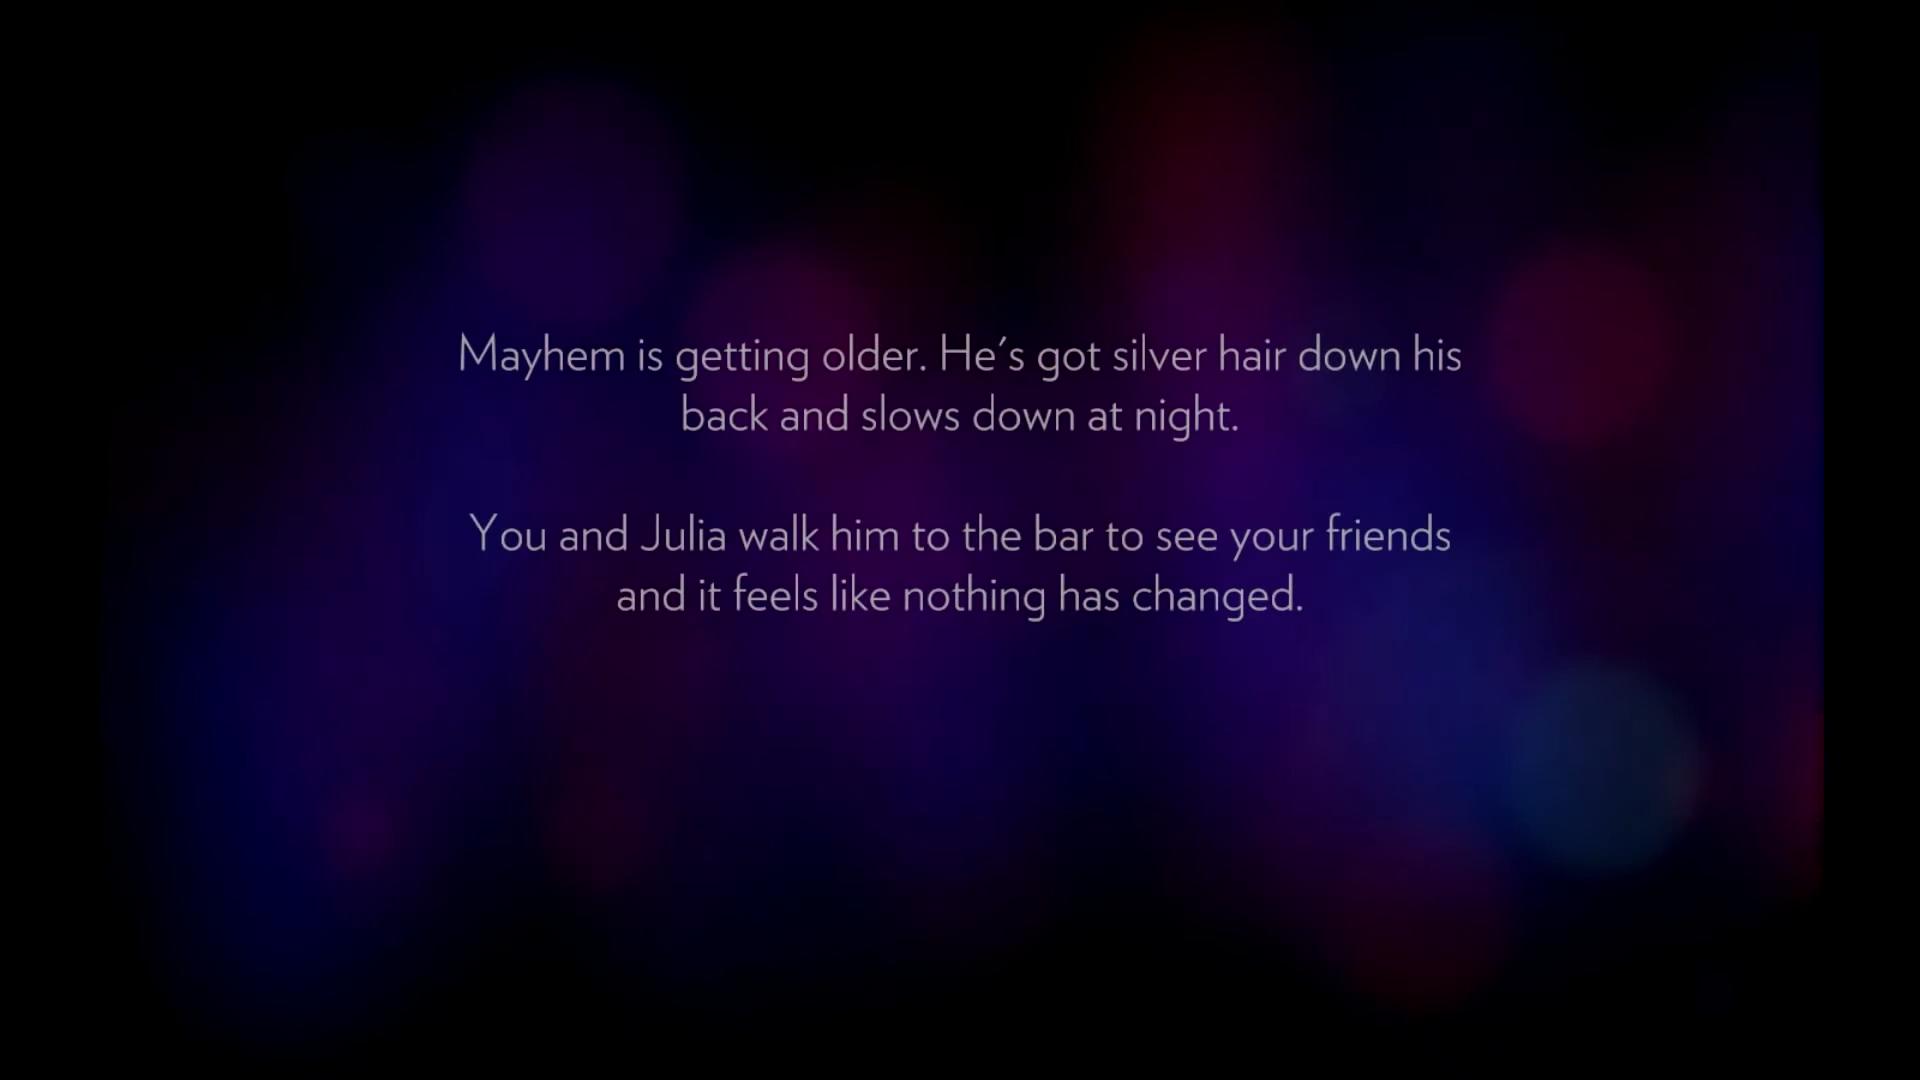 Mayhem is getting older. He's got silver hair down his
back and slows down at night.
You and Julia walk him to the bar to see your friends
and it feels like nothing has changed.